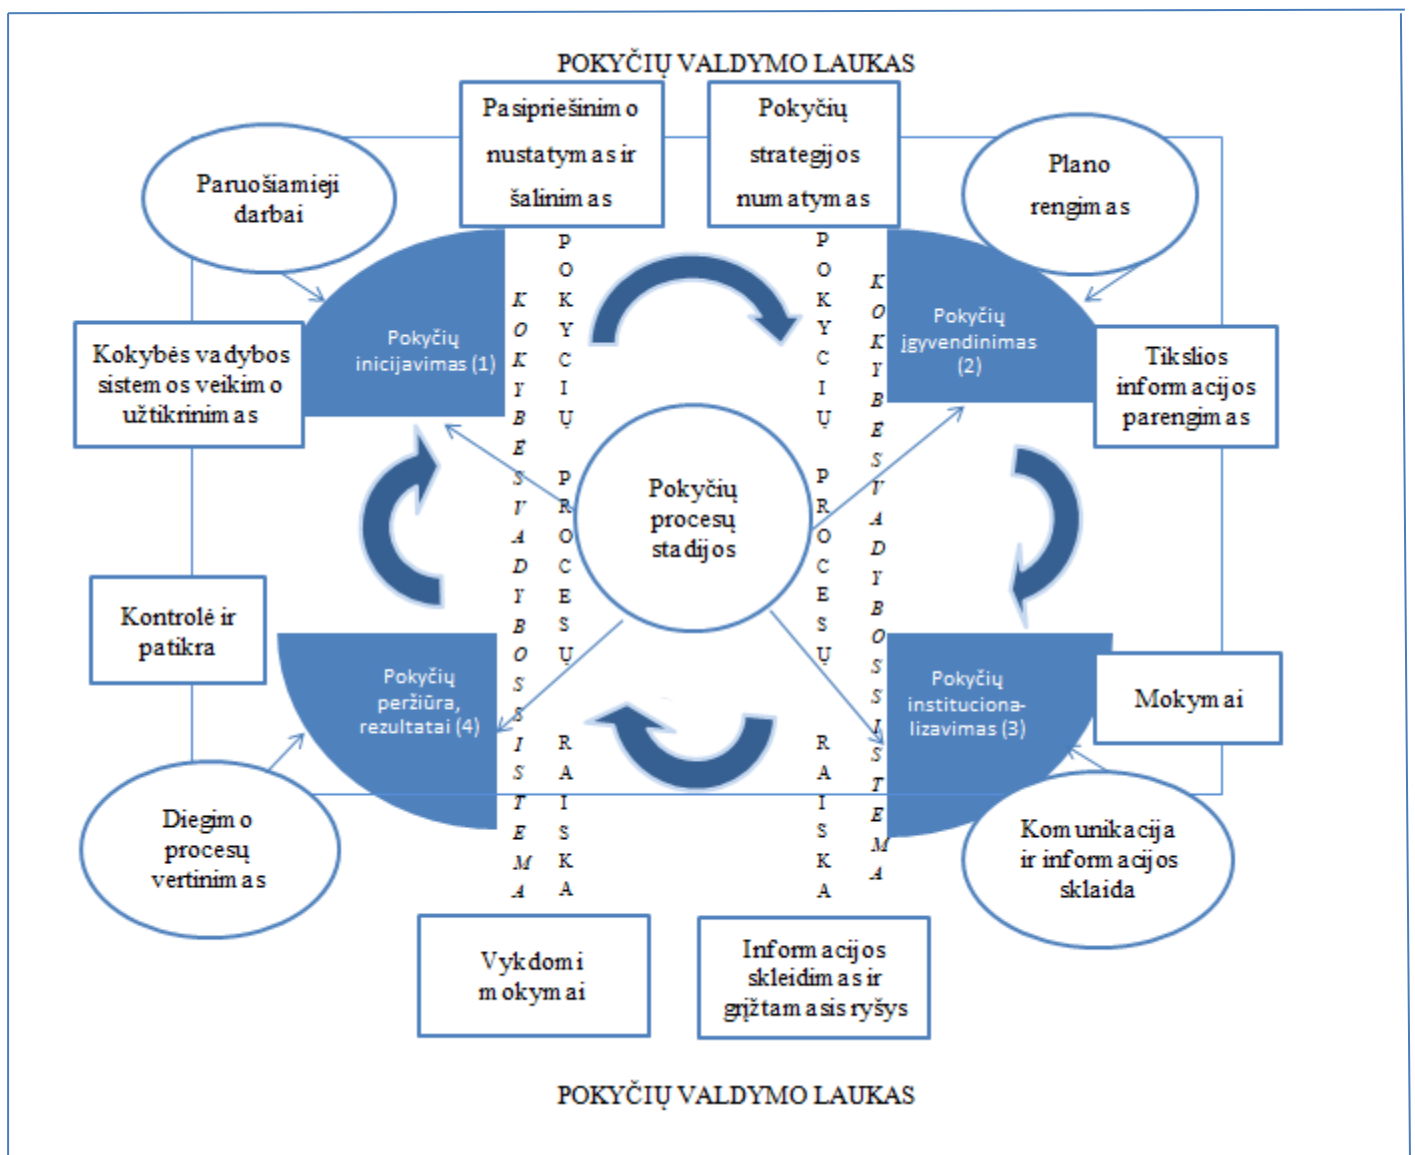 POKYČIŲ VALDYMO LAUKAS
Pasipriešinimo
nustatymas ir
šalinimas
Pokyčių
strategijos
numatymas
Paruošiamieji
darbai
Plano
rengimas
Pokyčių
inicijavimas (1)
Pokyčių
įgyvendinimas
(2)
Kokybės vadybos
sistemos veikimo
užtikrinimas
Tikslios
informacijos
parengimas
KOKYBĖS VADYBOS SISTEMA
POKYCIŲ PROCESŲ RAISKA
Pokyčių
procesų
stadijos
POKYCIŲ PROCESŲ RAISKA
KOKYBĖS VADYBOS SISTEMA
Kontrolė ir
patikra
Pokyčių
peržiūra,
rezultatai (4)
Pokyčių
instituciona-
lizavimas (3)
Mokymai
Diegimo
procesų
vertinimas
Komunikacija
ir informacijos
sklaida
Vykdomi
mokymai
Informacijos
skleidimas ir
grįžtamasis ryšys
POKYČIŲ VALDYMO LAUKAS